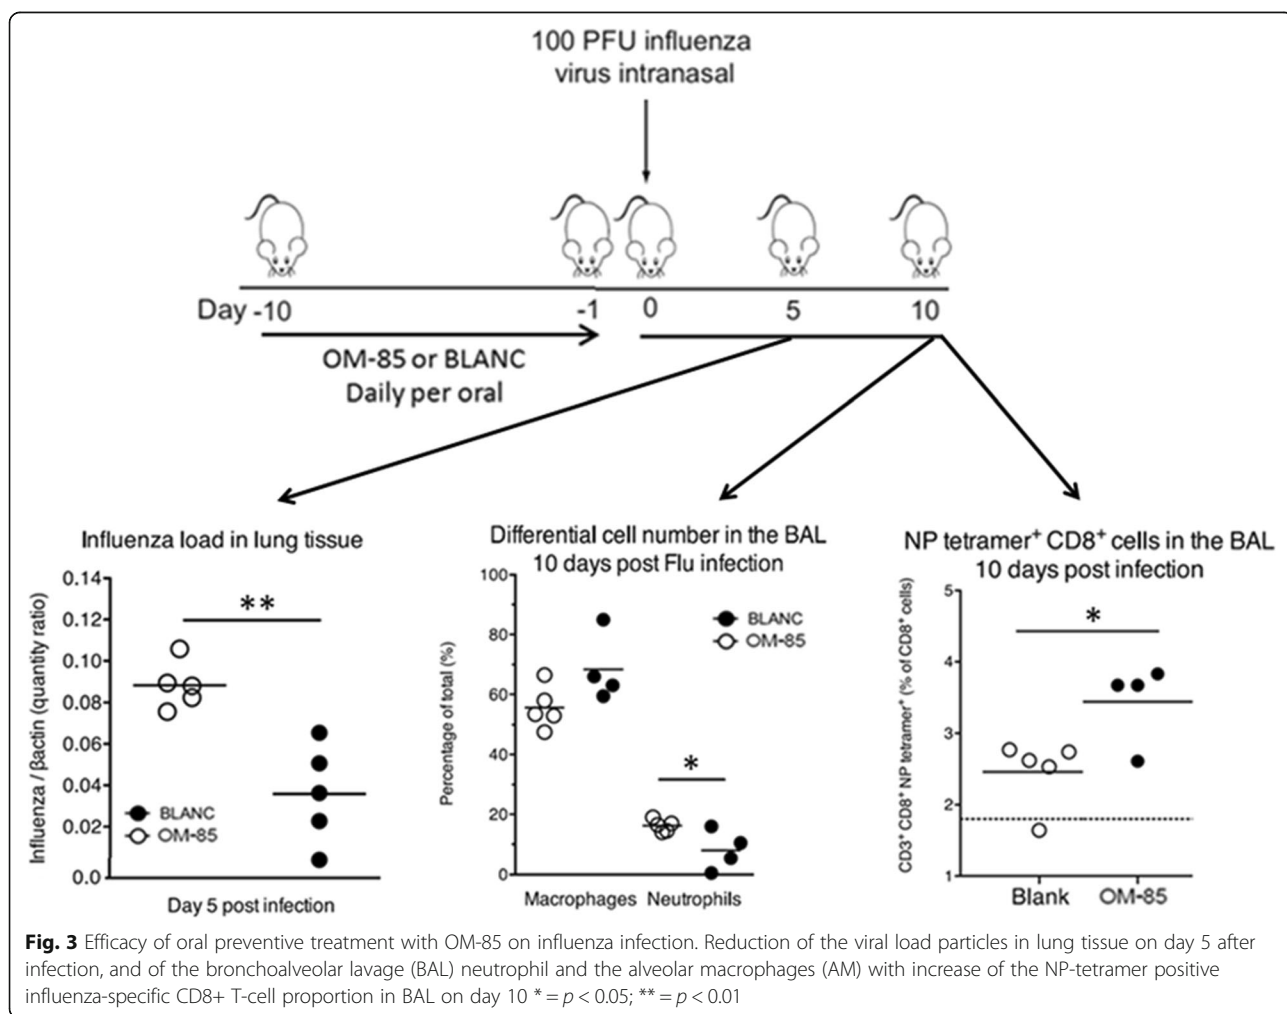 100 PFU influenza
virus intranasal
Day -10 -1 0 5 10
OM-85 or BLANC
Daily per oral
Influenza load in lung tissue
Influenza / βactin (quantity ratio)
0.14
0.12
0.10
0.08
0.06
0.04
0.02
0.0
**
BLANC
OM-85
Day 5 post infection
Differential cell number in the BAL
10 days post Flu infection
Percentage of total (%)
100
80
60
40
20
0
*
BLANC
OM-85
Macrophages Neutrophils
NP tetramer⁺ CD8⁺ cells in the BAL
10 days post infection
CD3⁺ CD8⁺ NP tetramer⁺ (% of CD8⁺ cells)
5
4
3
2
1
*
Blank OM-85
Fig. 3 Efficacy of oral preventive treatment with OM-85 on influenza infection. Reduction of the viral load particles in lung tissue on day 5 after
infection, and of the bronchoalveolar lavage (BAL) neutrophil and the alveolar macrophages (AM) with increase of the NP-tetramer positive
influenza-specific CD8+ T-cell proportion in BAL on day 10 * = p < 0.05; ** = p < 0.01